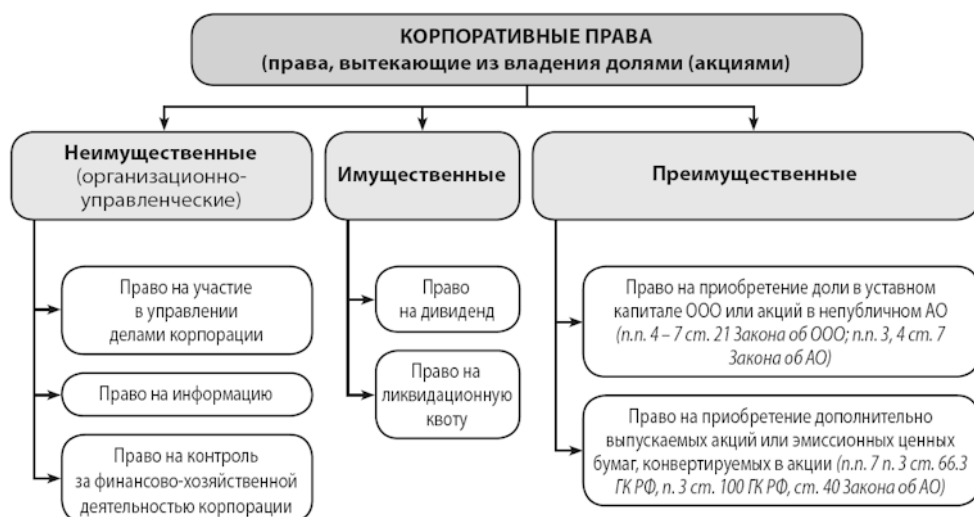 КОРПОРАТИВНЫЕ ПРАВА
(права, вытекающие из владения долями (акциями)
Неимущественные
(организационно-
управленческие)
Право на участие
в управлении
делами корпорации
Право на информацию
Право на контроль
за финансово-хозяйственной
деятельностью корпорации
Имущественные
Право
на дивиденд
Право на
ликвидационную
квоту
Преимущественные
Право на приобретение доли в уставном
капитале ООО или акций в непубличном АО
(п.п. 4 – 7 ст. 21 Закона об ООО; п.п. 3, 4 ст. 7
Закона об АО)
Право на приобретение дополнительно
выпускаемых акций или эмиссионных ценных
бумаг, конвертируемых в акции (п.п. 7 п. 3 ст. 66.3
ГК РФ, п. 3 ст. 100 ГК РФ, ст. 40 Закона об АО)